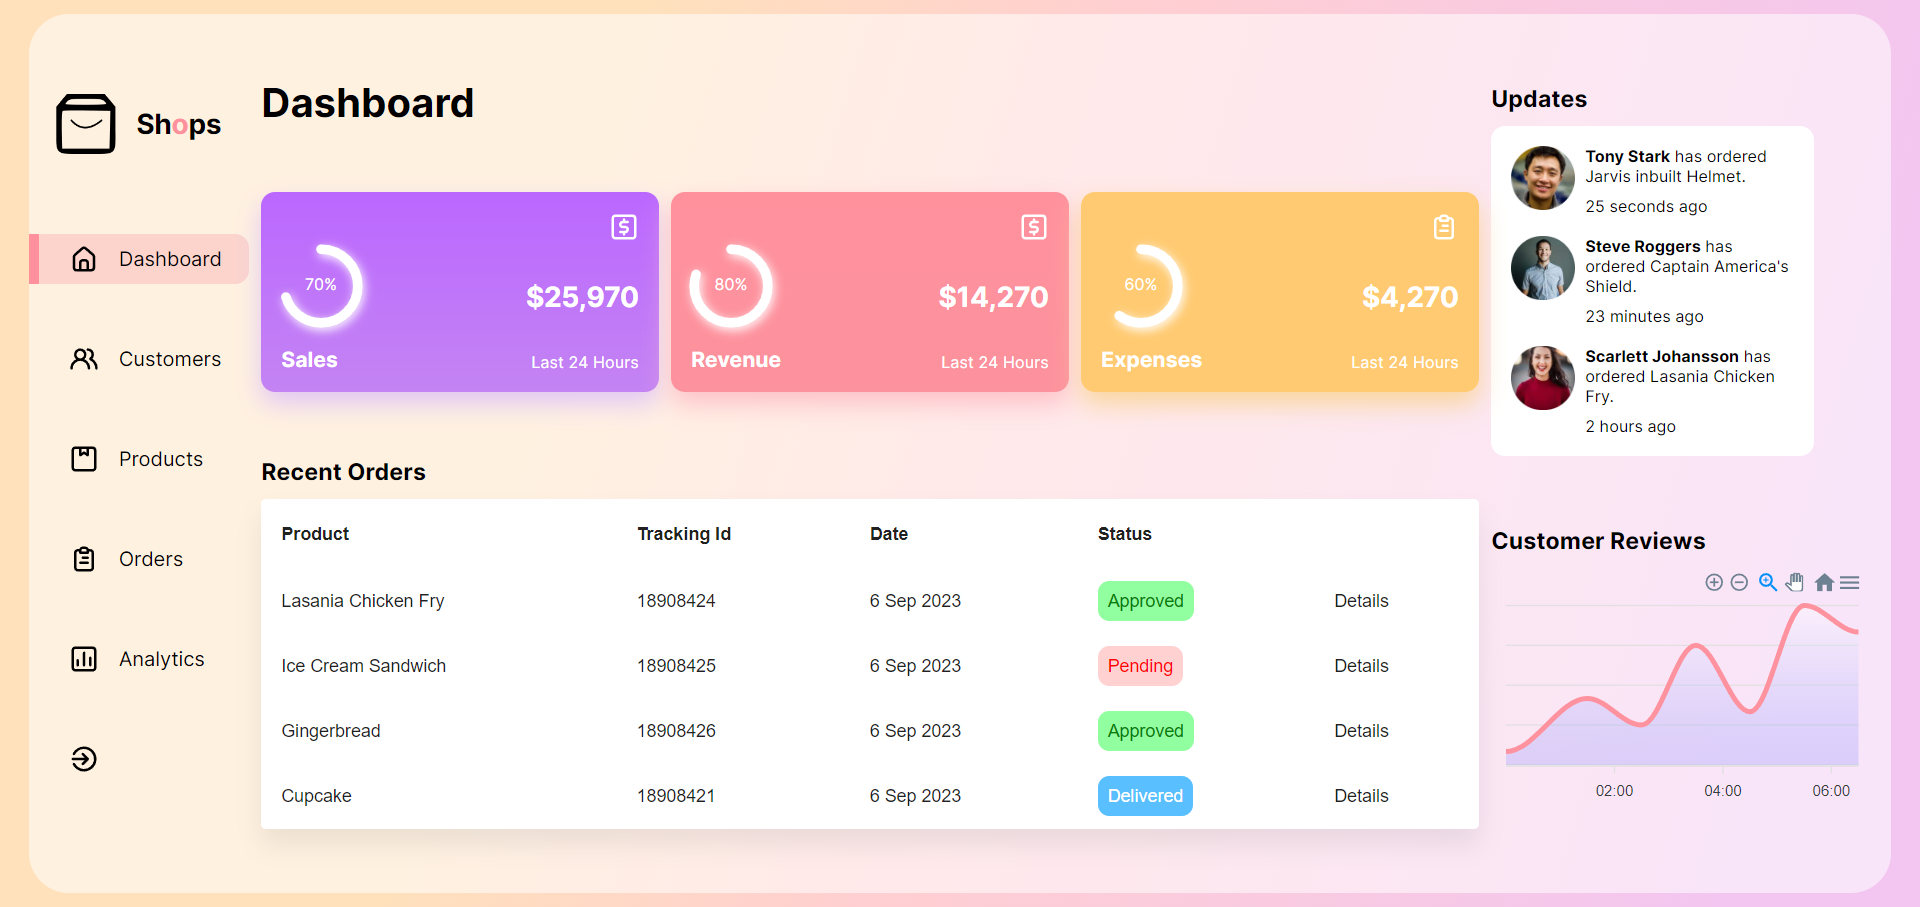 Shops
Dashboard
Customers
Products
Orders
Analytics
Dashboard
70%
$25,970
Sales
Last 24 Hours
80%
$14,270
Revenue
Last 24 Hours
60%
$4,270
Expenses
Last 24 Hours
Recent Orders
Product Tracking Id Date Status
Lasania Chicken Fry 18908424 6 Sep 2023 Approved Details
Ice Cream Sandwich 18908425 6 Sep 2023 Pending Details
Gingerbread 18908426 6 Sep 2023 Approved Details
Cupcake 18908421 6 Sep 2023 Delivered Details
Updates
Tony Stark has ordered
Jarvis inbuilt Helmet.
25 seconds ago
Steve Roggers has
ordered Captain America's
Shield.
23 minutes ago
Scarlett Johansson has
ordered Lasania Chicken
Fry.
2 hours ago
Customer Reviews
02:00 04:00 06:00